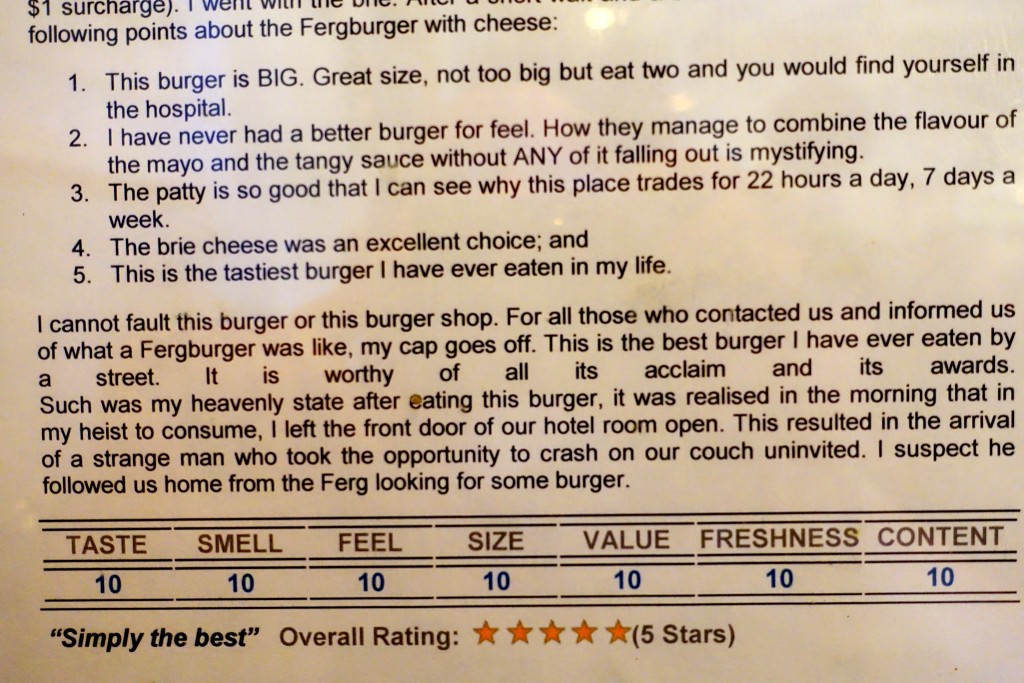 $1 surcharge). I went with the brie. After a short wait and a
following points about the Fergburger with cheese:
1. This burger is BIG. Great size, not too big but eat two and you would find yourself in
the hospital.
2. I have never had a better burger for feel. How they manage to combine the flavour of
the mayo and the tangy sauce without ANY of it falling out is mystifying.
3. The patty is so good that I can see why this place trades for 22 hours a day, 7 days a
week.
4. The brie cheese was an excellent choice; and
5. This is the tastiest burger I have ever eaten in my life.
I cannot fault this burger or this burger shop. For all those who contacted us and informed us
of what a Fergburger was like, my cap goes off. This is the best burger I have ever eaten by
a street. It is worthy of all its acclaim and its awards.
Such was my heavenly state after eating this burger, it was realised in the morning that in
my heist to consume, I left the front door of our hotel room open. This resulted in the arrival
of a strange man who took the opportunity to crash on our couch uninvited. I suspect he
followed us home from the Ferg looking for some burger.
TASTE SMELL FEEL SIZE VALUE FRESHNESS CONTENT
10 10 10 10 10 10 10
"Simply the best" Overall Rating: ★★★★★(5 Stars)